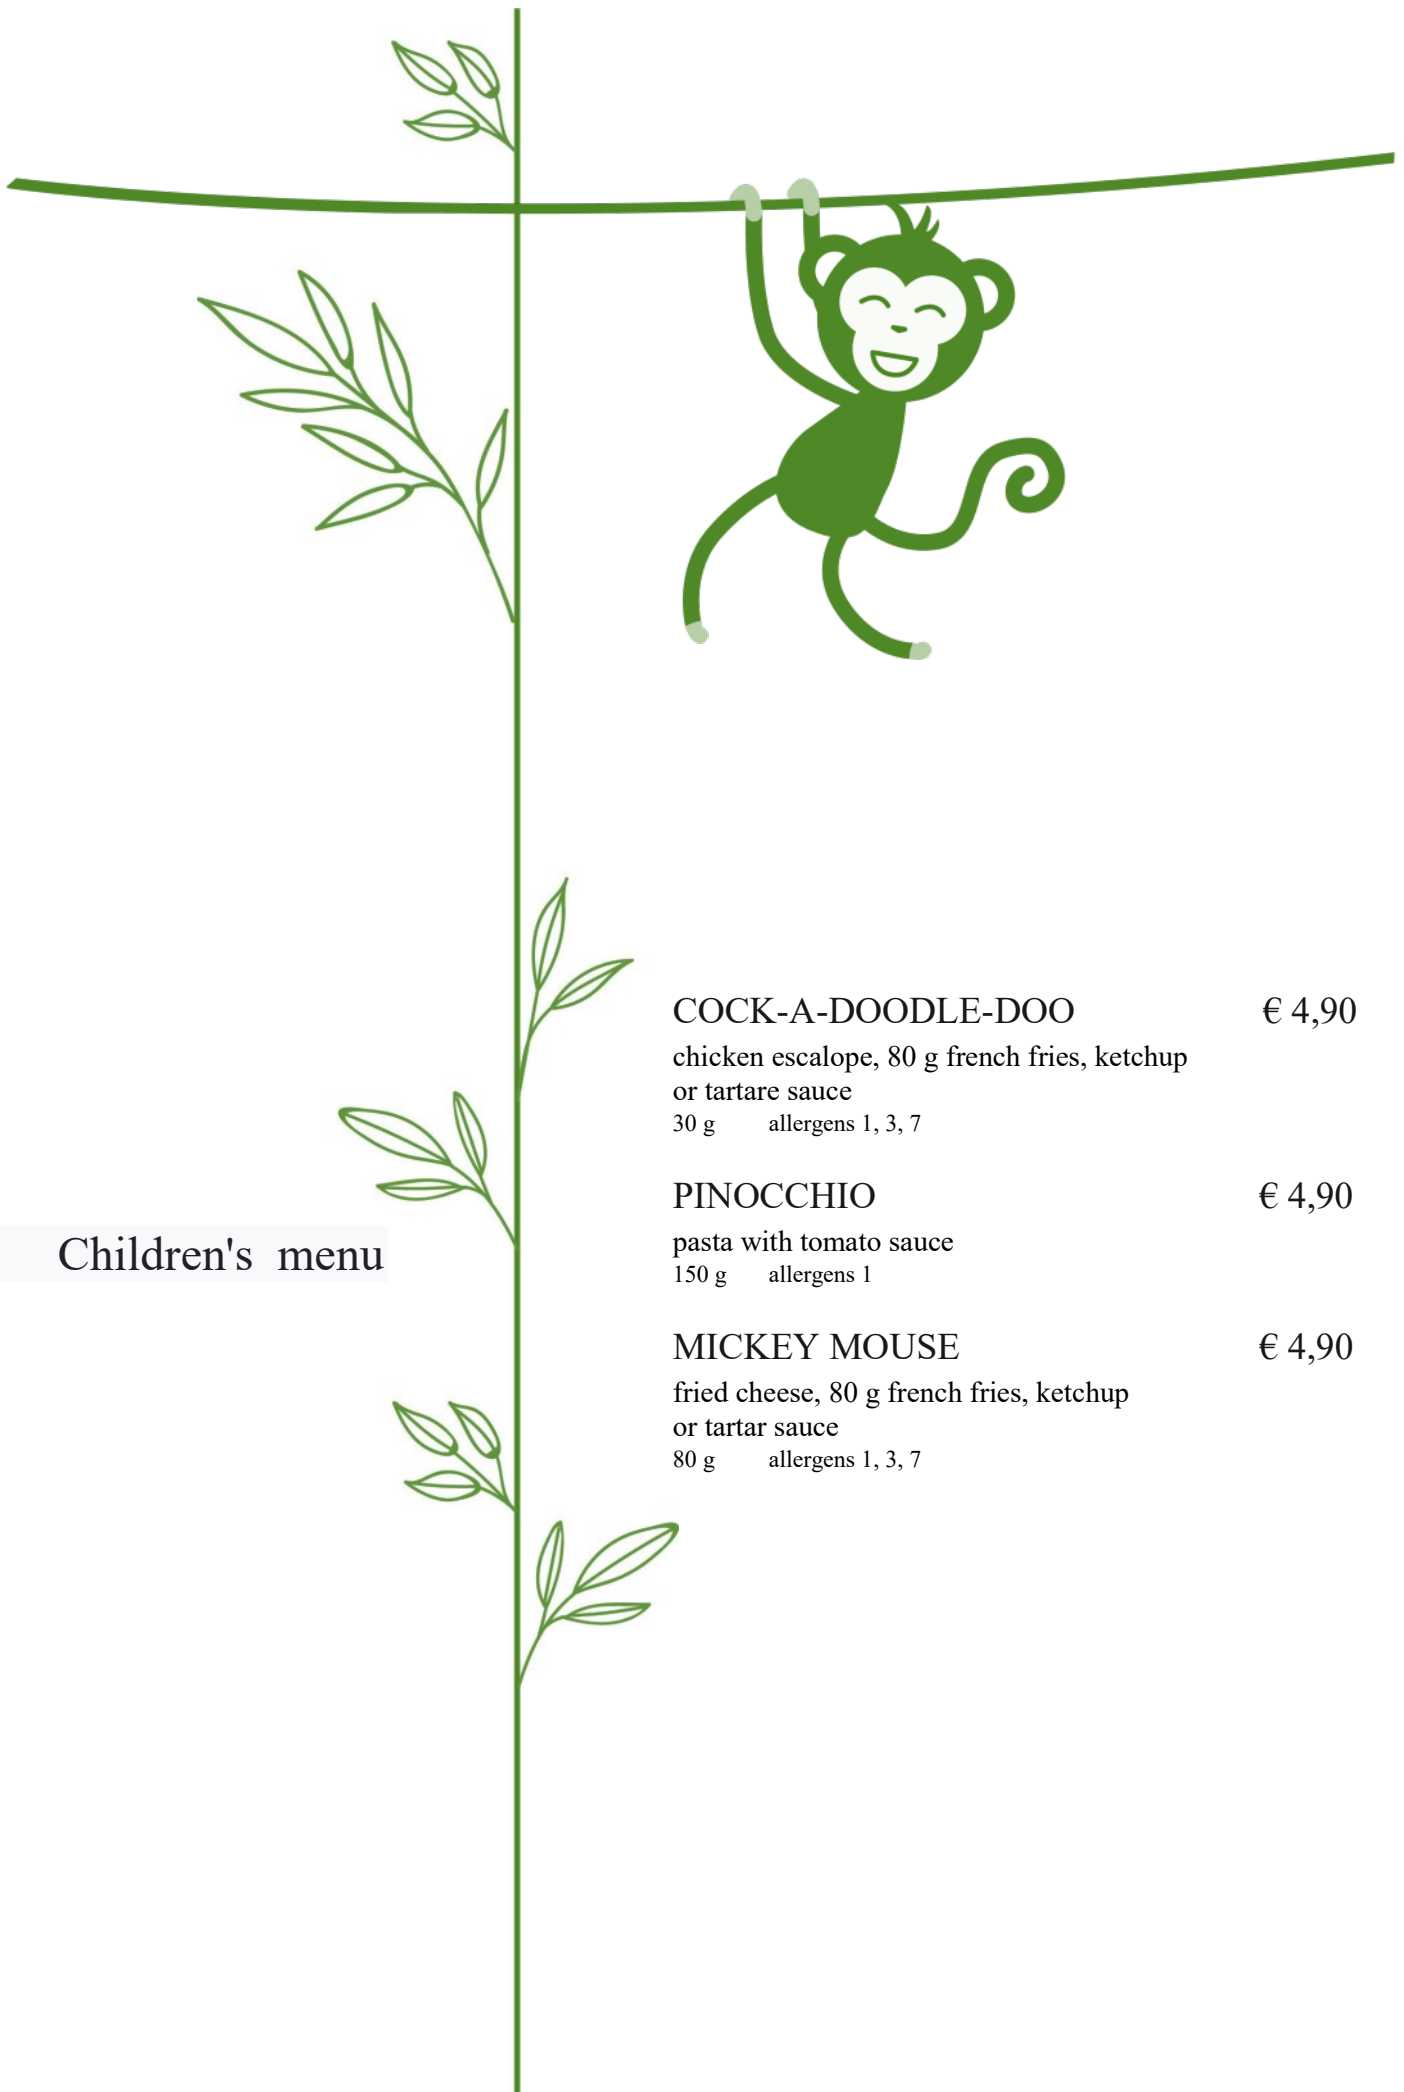 COCK-A-DOODLE-DOO € 4,90
chicken escalope, 80 g french fries, ketchup
or tartare sauce
30 g allergens 1, 3, 7
PINOCCHIO € 4,90
pasta with tomato sauce
150 g allergens 1
Children's menu
MICKEY MOUSE € 4,90
fried cheese, 80 g french fries, ketchup
or tartar sauce
80 g allergens 1, 3, 7